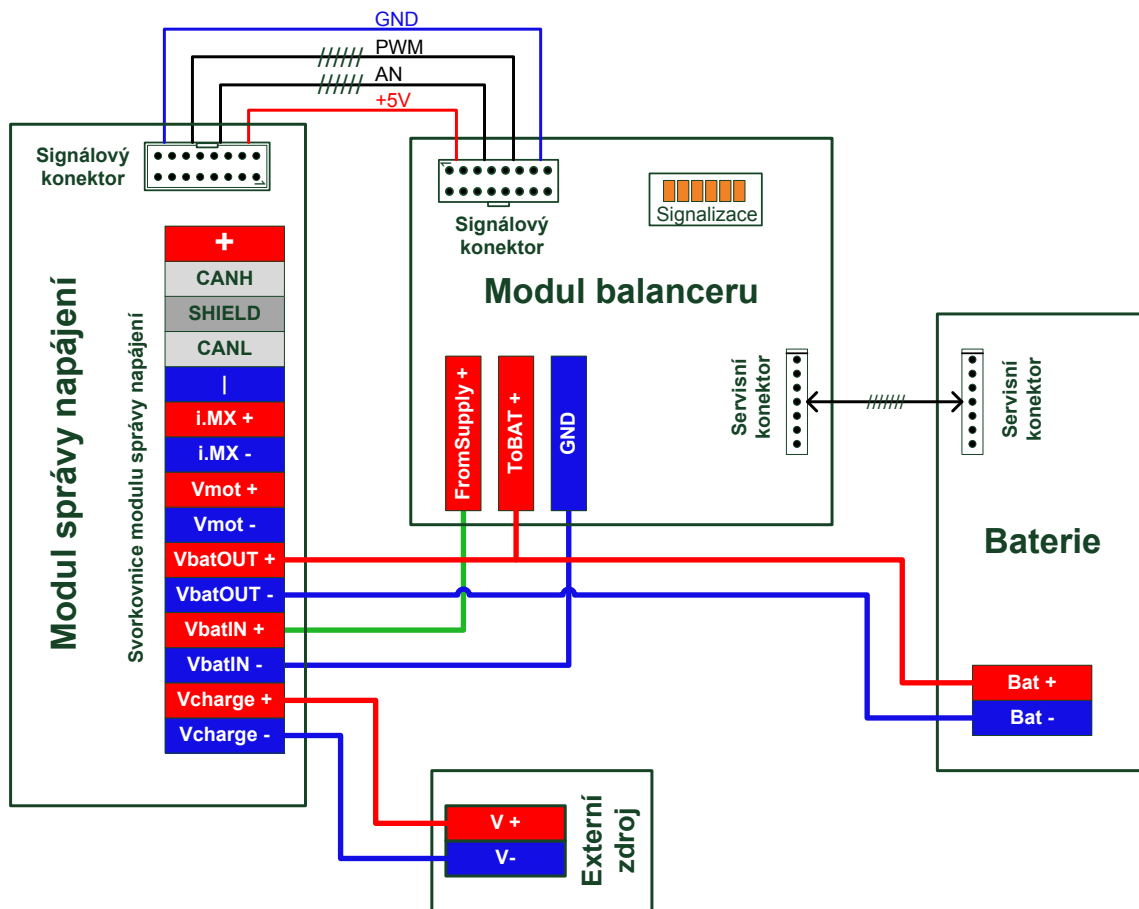 GND
PWM
AN
+5V
Signálový
konektor
Modul správy napájení
Svorkovnice modulu správy napájení
+
CANH
SHIELD
CANL
|
i.MX +
i.MX -
Vmot +
Vmot -
VbatOUT +
VbatOUT -
VbatIN +
VbatIN -
Vcharge +
Vcharge -
1
Signálový
konektor
1
Signalizace
Modul balanceru
FromSupply +
ToBAT +
GND
Servisní
konektor
Servisní
konektor
Baterie
Bat +
Bat -
V +
V-
Externí
zdroj